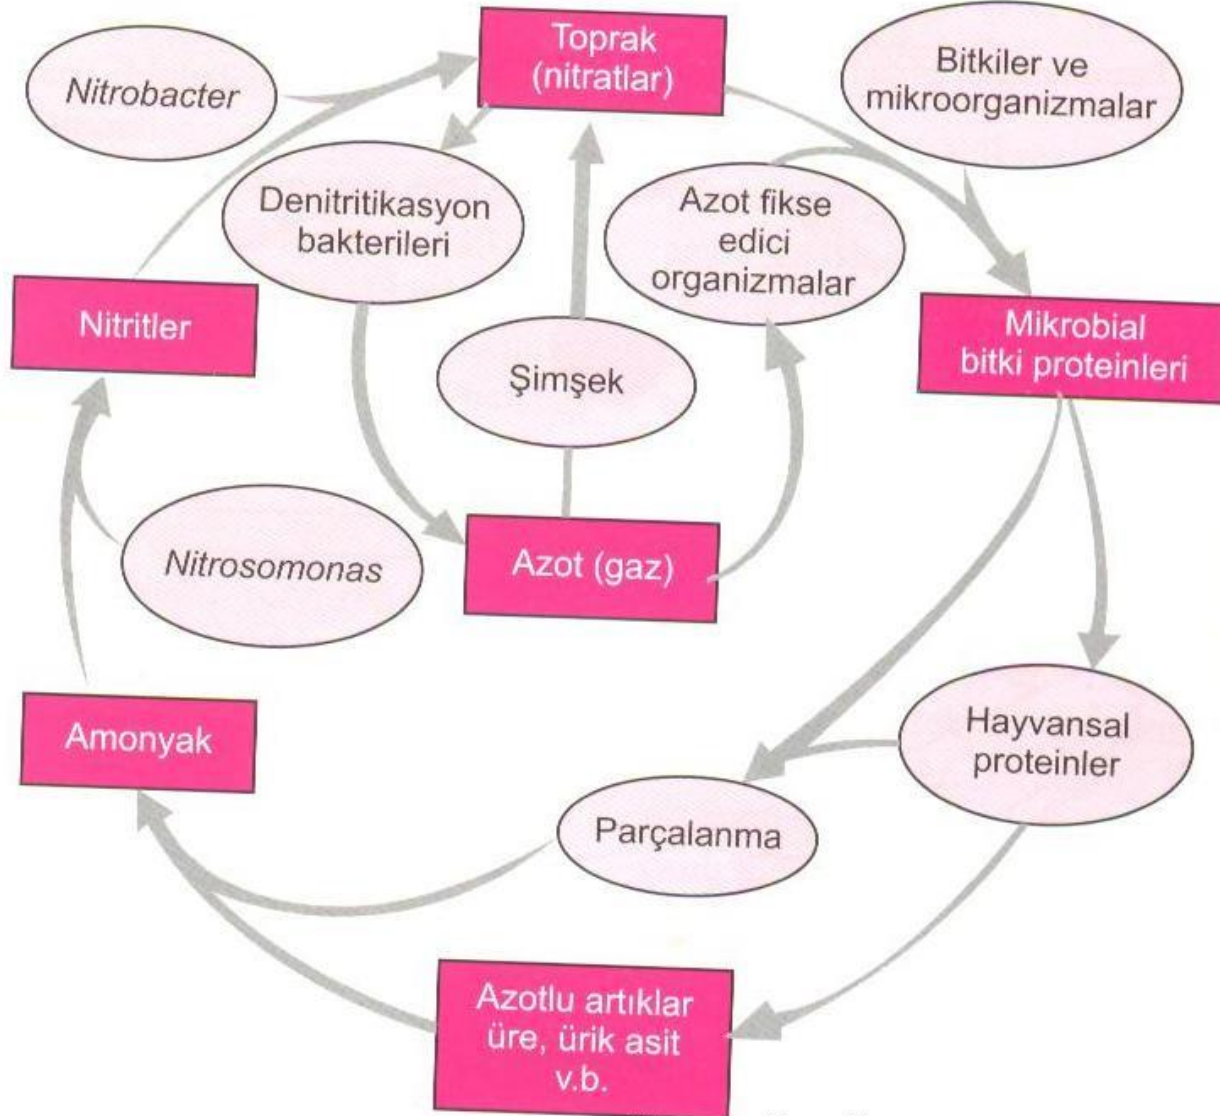 Toprak
(nitratlar)
Nitrobacter
Bitkiler ve
mikroorganizmalar
Denitritikasyon
bakterileri
Azot fikse
edici
organizmalar
Nitritler
Şimşek
Mikrobial
bitki proteinleri
Nitrosomonas
Azot (gaz)
Amonyak
Hayvansal
proteinler
Parçalanma
Azotlu artıklar
üre, ürik asit
v.b.